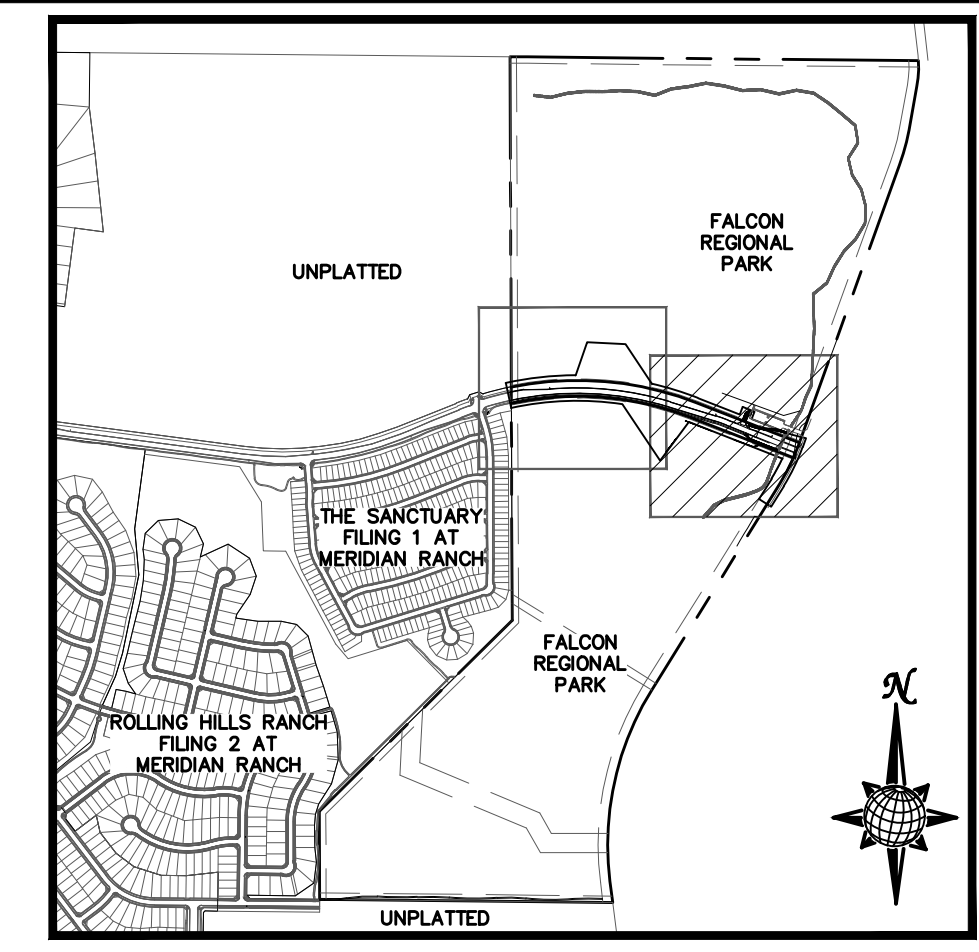 FALCON
REGIONAL
PARK
UNPLATTED
THE SANCTUARY
FILING 1 AT
MERIDIAN RANCH
FALCON
REGIONAL
PARK
N
ROLLING HILLS RANCH
FILING 2 AT
MERIDIAN RANCH
UNPLATTED